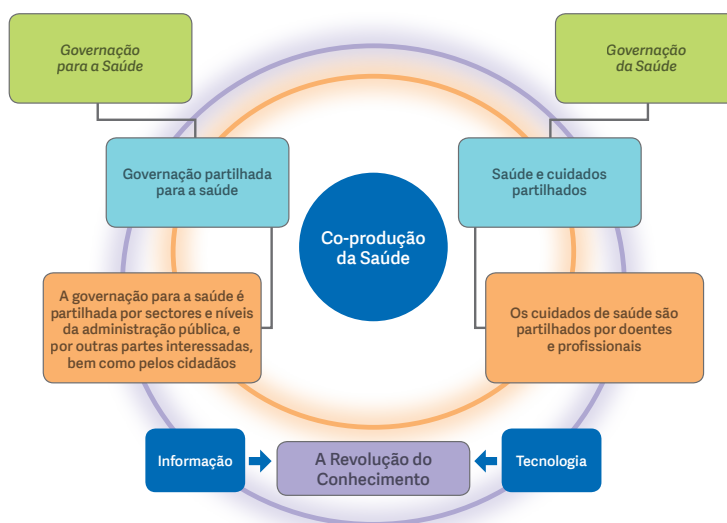 Governação
para a Saúde
Governação
da Saúde
Governação partilhada
para a saúde
Saúde e cuidados
partilhados
Co-produção
da Saúde
A governação para a saúde é
partilhada por sectores e níveis
da administração pública, e
por outras partes interessadas,
bem como pelos cidadãos
Os cuidados de saúde são
partilhados por doentes
e profissionais
Informação
A Revolução do
Conhecimento
Tecnologia